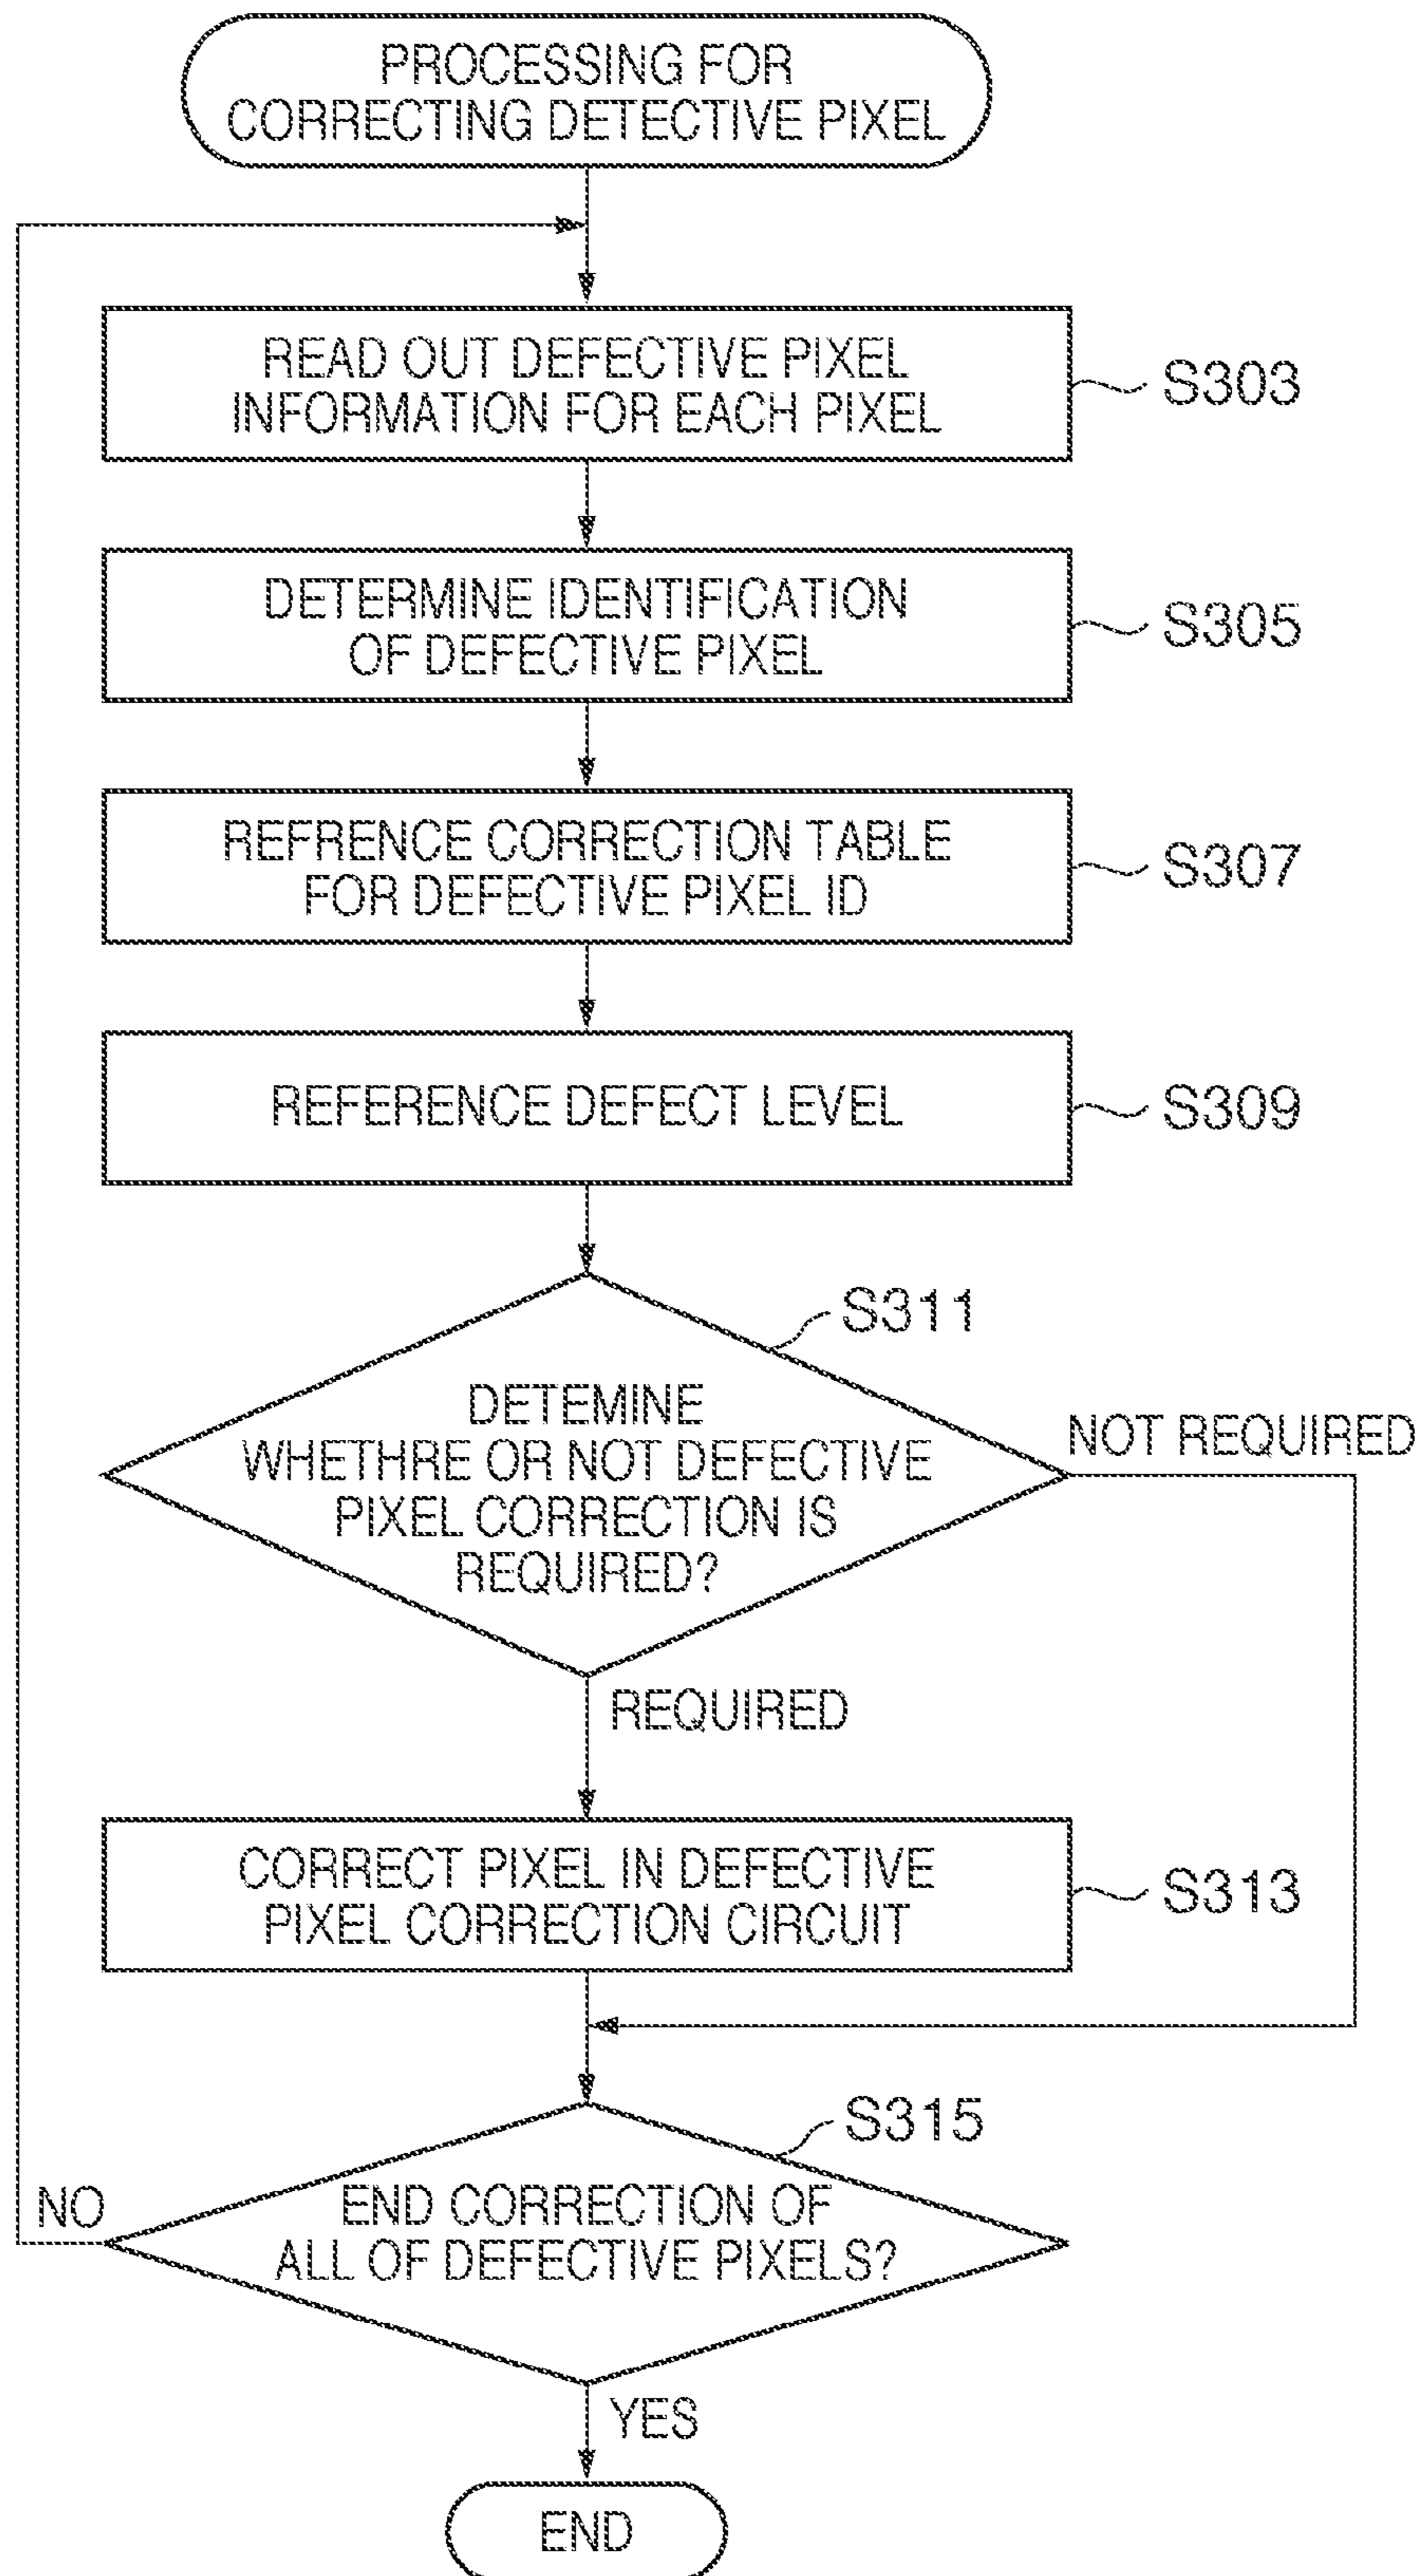 PROCESSING FOR
CORRECTING DETECTIVE PIXEL
READ OUT DEFECTIVE PIXEL
INFORMATION FOR EACH PIXEL
S303
DETERMINE IDENTIFICATION
OF DEFECTIVE PIXEL
S305
REFRENCE CORRECTION TABLE
FOR DEFECTIVE PIXEL ID
S307
REFERENCE DEFECT LEVEL
S309
S311
DETEMINE
WHETHRE OR NOT DEFECTIVE
PIXEL CORRECTION IS
REQUIRED?
NOT REQUIRED
REQUIRED
CORRECT PIXEL IN DEFECTIVE
PIXEL CORRECTION CIRCUIT
S313
S315
END CORRECTION OF
ALL OF DEFECTIVE PIXELS?
NO
YES
END